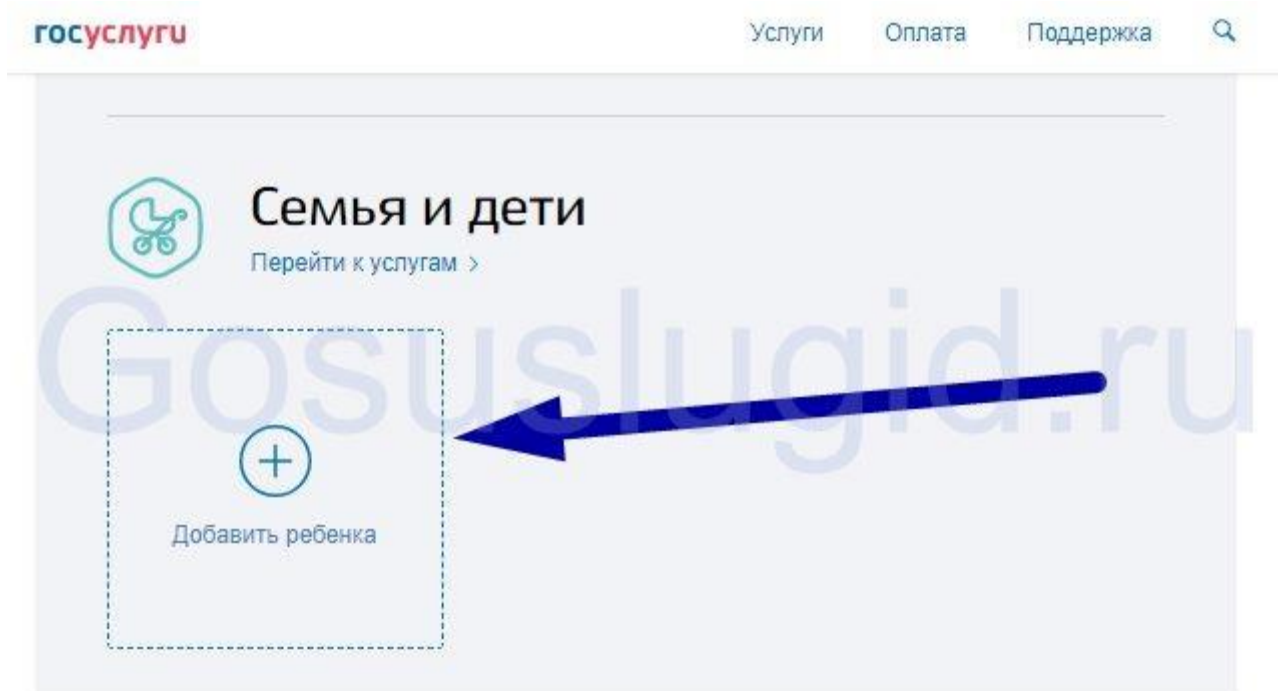 госуслуги Услуги Оплата Поддержка
Семья и дети
Перейти к услугам >
Gosuslugid.ru
Добавить ребенка